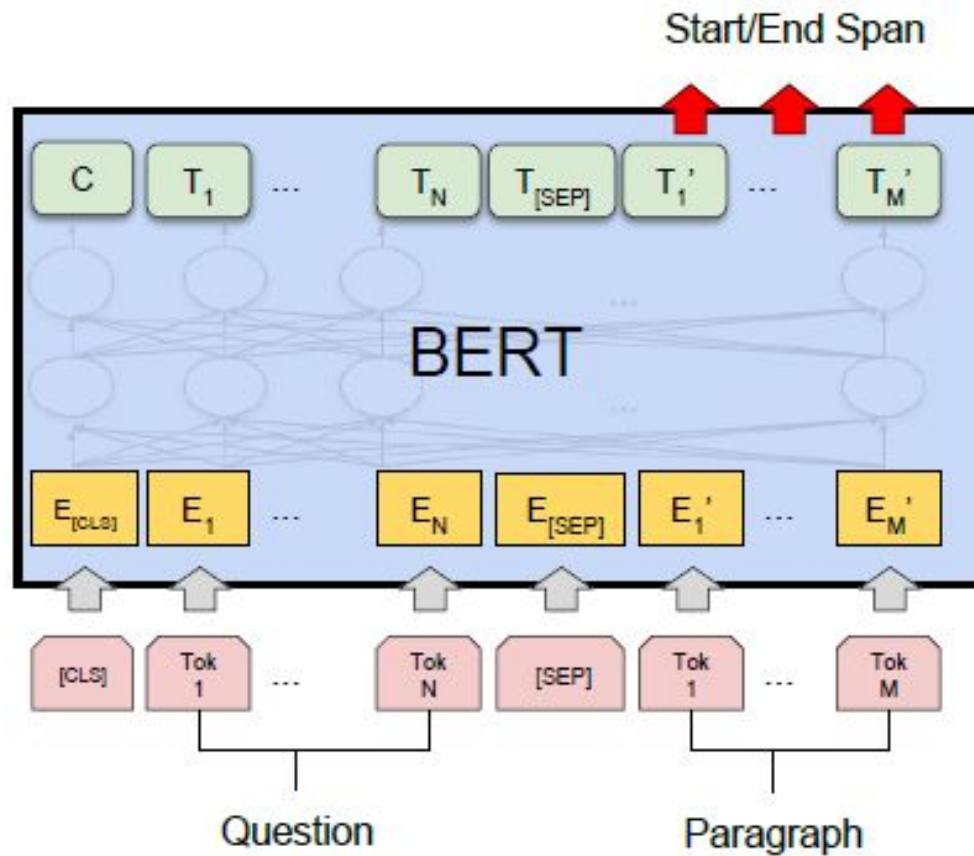 Start/End Span
C T1 ... TN T[SEP] T1' ... TM'
...
BERT
...
E[CLS] E1 ... EN E[SEP] E1' ... EM'
[CLS] Tok 1 ... Tok N [SEP] Tok 1 ... Tok M
Question Paragraph